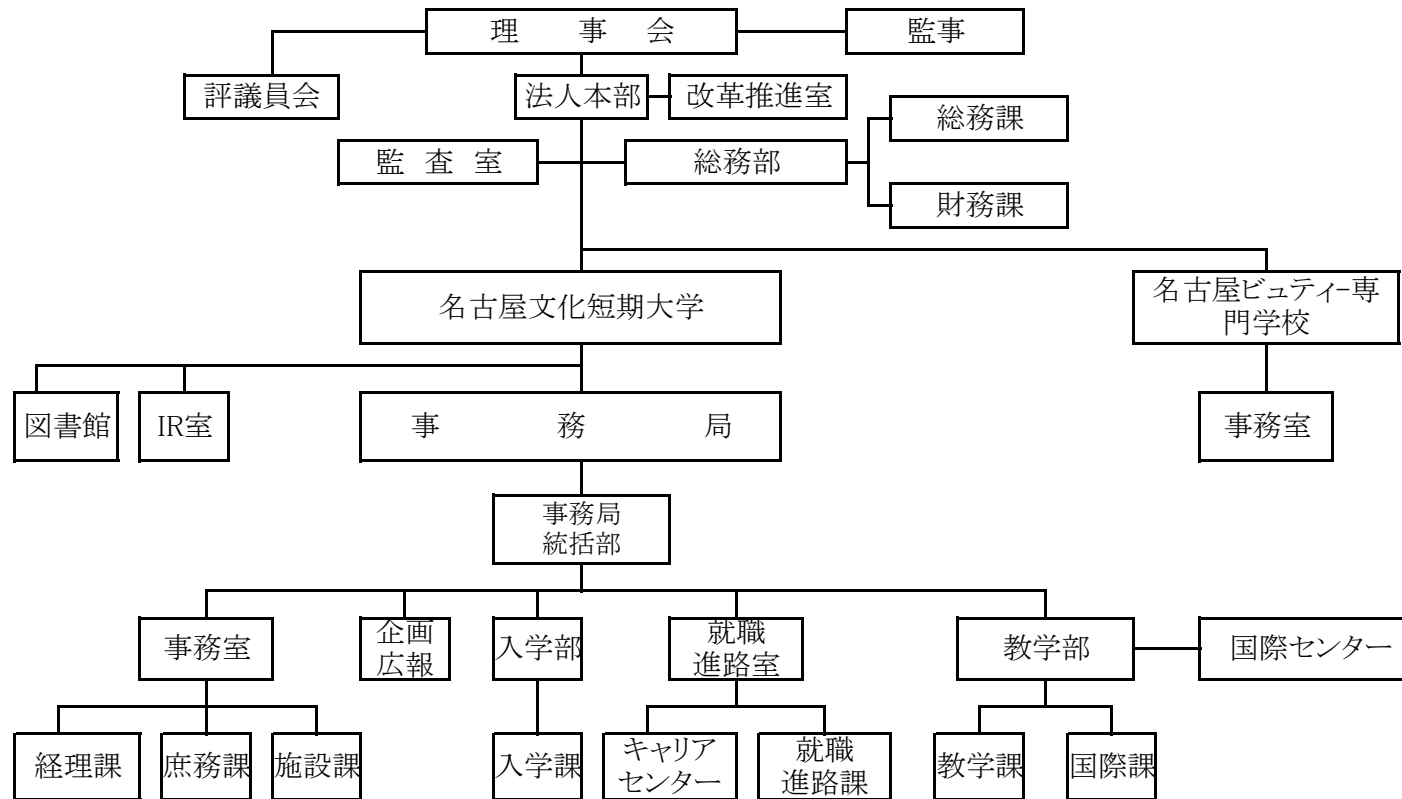 理 事 会
監事
評議員会
法人本部
改革推進室
総務課
監 査 室
総務部
財務課
名古屋文化短期大学
名古屋ビュティｰ専
門学校
図書館
IR室
事 務 局
事務室
事務局
統括部
事務室
企画
広報
入学部
就職
進路室
教学部
国際センター
経理課
庶務課
施設課
入学課
キャリア
センター
就職
進路課
教学課
国際課